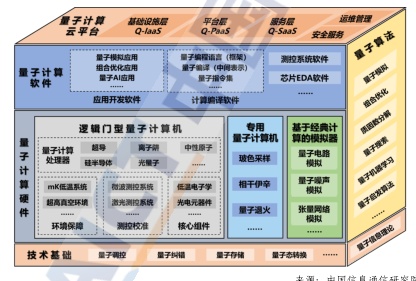 量子计算 基础设施层 平台层 服务层 运维管理
云平台 Q-IaaS Q-PaaS Q-SaaS 安全服务
量子计算
软件
量子模拟应用
组合优化应用
量子AI应用
......
应用开发软件
量子编程语言（框架）
量子编译（中间表示）
量子指令集
......
计算编译软件
测控系统软件
芯片EDA软件
......
量子算法
量子模拟
组合优化
质因数分解
量子搜索
量子机器学习
量子启发算法
......
量子信息理论
量子计算硬件
逻辑门型量子计算机
量子计算
处理器
超导 离子阱 中性原子
硅半导体 光量子 ......
mK低温系统
超高真空环境
......
环境保障
微波测控系统
激光测控系统
......
测控校准
低温电子学
光电元器件
......
核心组件
专用
量子计算机
玻色采样
相干伊辛
量子退火
......
基于经典计
算的模拟器
量子电路
模拟
量子噪声
模拟
张量网络
模拟
......
技术基础 量子调控 量子纠错 量子存储 量子态转换 ......
来源：中国信息通信研究院